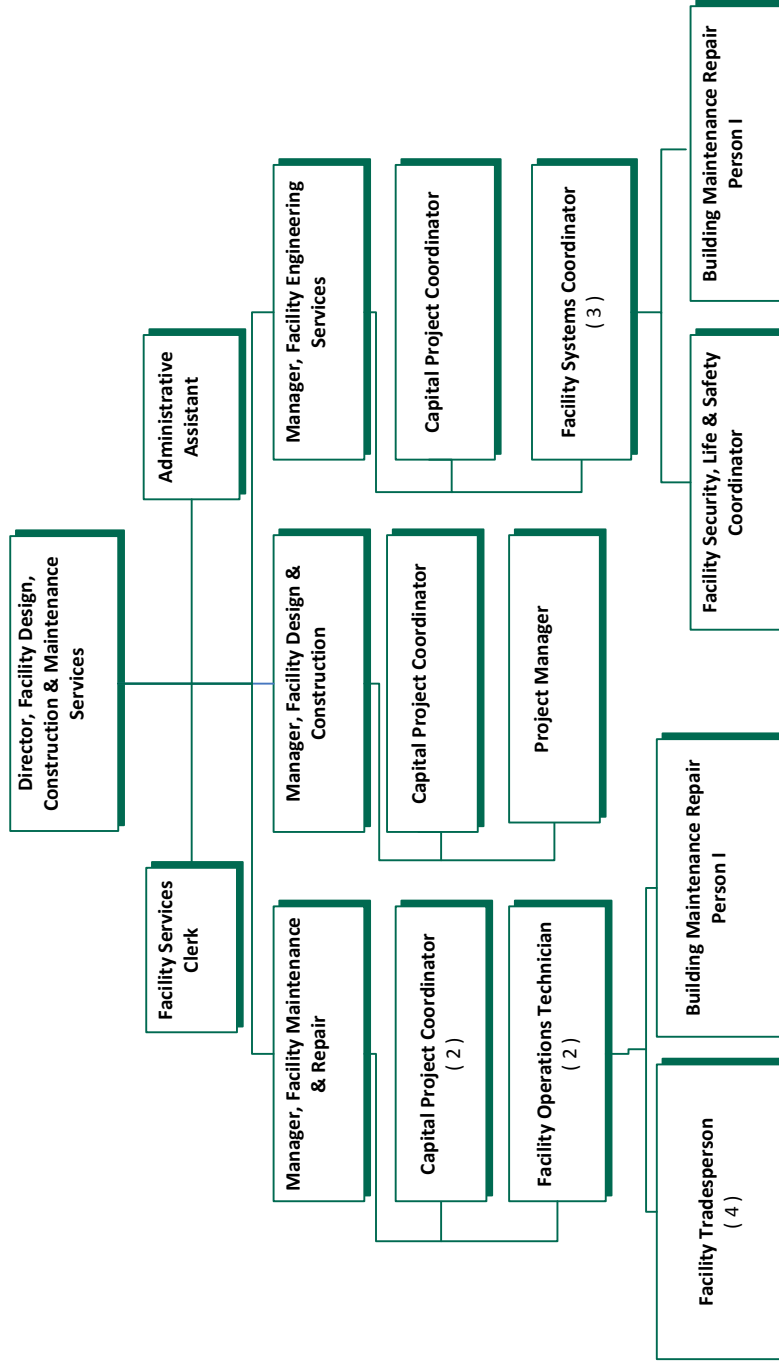 Director, Facility Design,
Construction & Maintenance
Services
Facility Services
Clerk
Administrative
Assistant
Manager, Facility Maintenance
& Repair
Manager, Facility Design &
Construction
Manager, Facility Engineering
Services
Capital Project Coordinator
( 2 )
Capital Project Coordinator
Capital Project Coordinator
Facility Operations Technician
( 2 )
Project Manager
Facility Systems Coordinator
( 3 )
Facility Tradesperson
( 4 )
Building Maintenance Repair
Person I
Facility Security, Life & Safety
Coordinator
Building Maintenance Repair
Person I